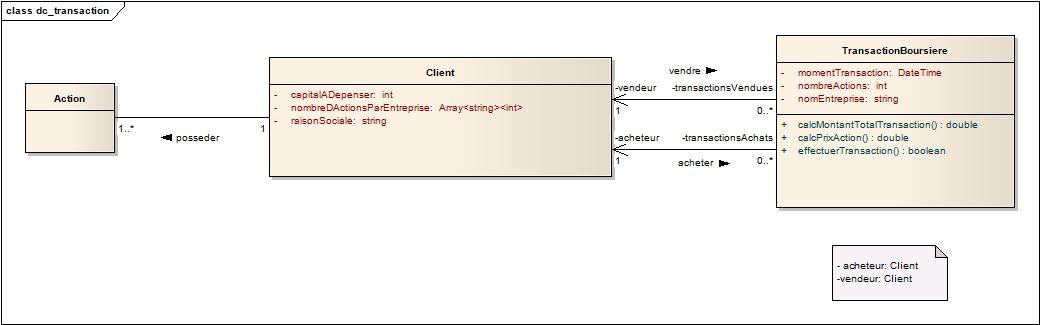 class dc_transaction
Action
1..*
posseder
1
Client
- capitalADepenser: int
- nombreDActionsParEntreprise: Array<string><int>
- raisonSociale: string
vendre
-vendeur
-transactionsVendues
1
0..*
-acheteur
-transactionsAchats
1
acheter
0..*
TransactionBoursiere
- momentTransaction: DateTime
- nombreActions: int
- nomEntreprise: string
+ calcMontantTotalTransaction() : double
+ calcPrixAction() : double
+ effectuerTransaction() : boolean
- acheteur: Client
-vendeur: Client